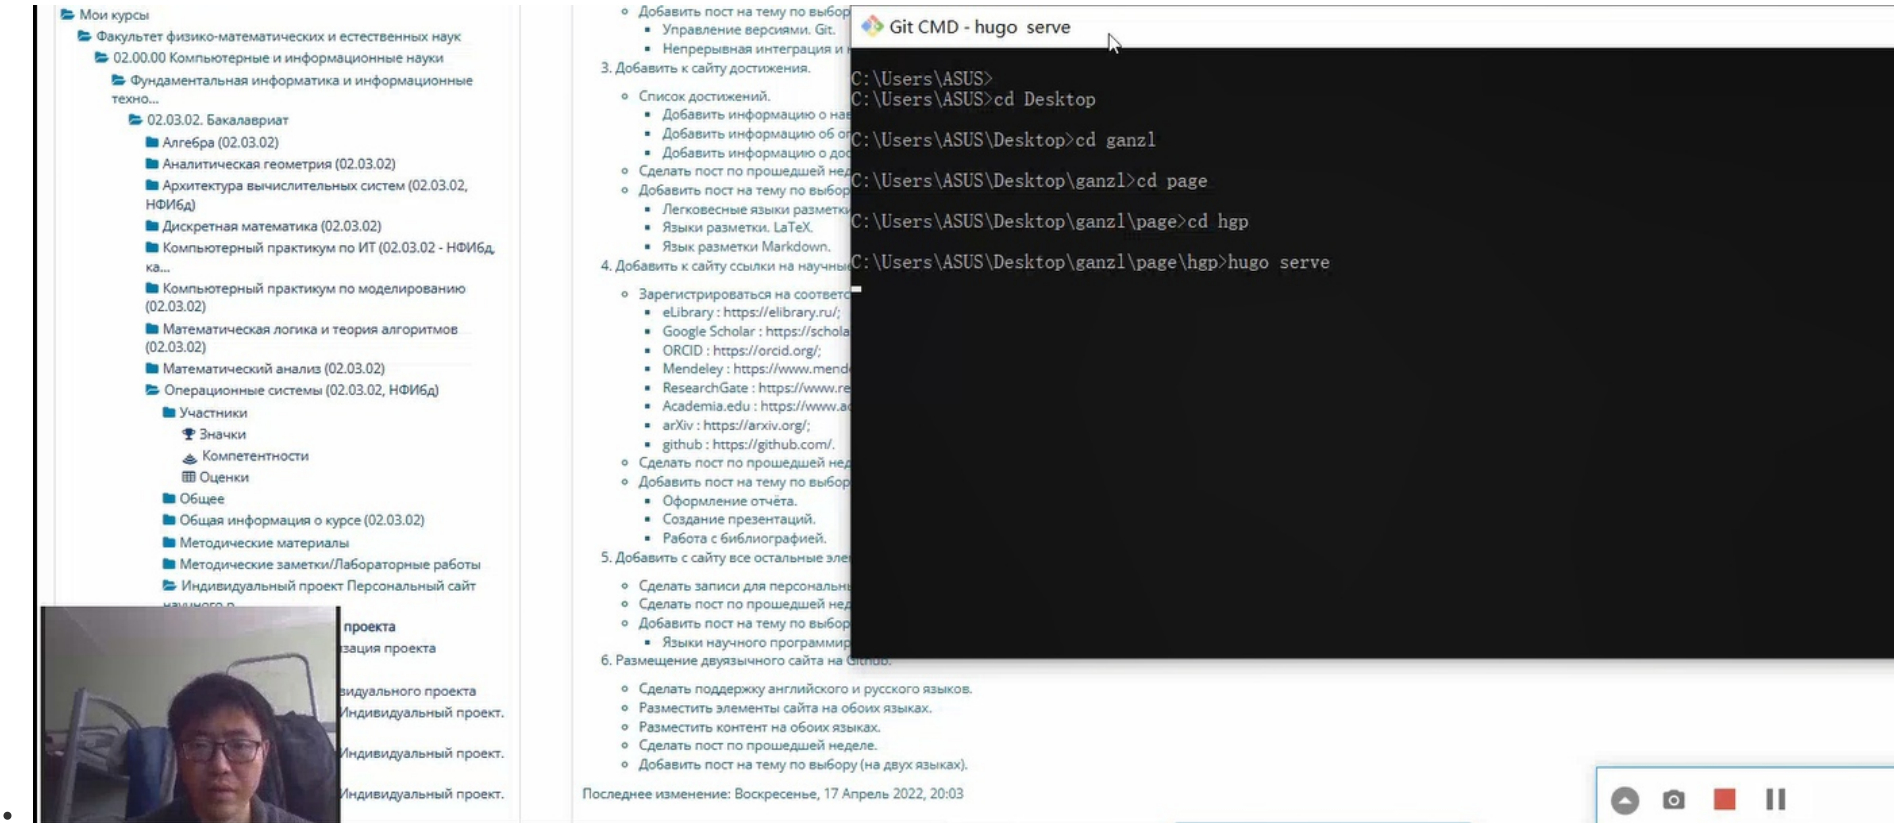 Мои курсы
Факультет физико-математических и естественных наук
02.00.00 Компьютерные и информационные науки
Фундаментальная информатика и информационные
техно...
02.03.02. Бакалавриат
Алгебра (02.03.02)
Аналитическая геометрия (02.03.02)
Архитектура вычислительных систем (02.03.02,
НФИбд)
Дискретная математика (02.03.02)
Компьютерный практикум по ИТ (02.03.02 - НФИбд,
ка...
Компьютерный практикум по моделированию
(02.03.02)
Математическая логика и теория алгоритмов
(02.03.02)
Математический анализ (02.03.02)
Операционные системы (02.03.02, НФИбд)
Участники
Значки
Компетентности
Оценки
Общее
Общая информация о курсе (02.03.02)
Методические материалы
Методические заметки/Лабораторные работы
Индивидуальный проект Персональный сайт
проекта
зация проекта
видуального проекта
Индивидуальный проект.
Индивидуальный проект.
Индивидуальный проект.
Добавить пост на тему по выбор
Управление версиями. Git.
Непрерывная интеграция и
3. Добавить к сайту достижения.
Список достижений.
Добавить информацию о нав
Добавить информацию об оп
Добавить информацию о дос
Сделать пост по прошедшей нед
Добавить пост на тему по выбор
Легковесные языки разметки
Языки разметки. LaTeX.
Язык разметки Markdown.
4. Добавить к сайту ссылки на научные
Зарегистрироваться на соответс
eLibrary : https://elibrary.ru/;
Google Scholar : https://schola
ORCID : https://orcid.org/;
Mendeley : https://www.mende
ResearchGate : https://www.re
Academia.edu : https://www.ac
arXiv : https://arxiv.org/;
github : https://github.com/.
Сделать пост по прошедшей нед
Добавить пост на тему по выбор
Оформление отчёта.
Создание презентаций.
Работа с библиографией.
5. Добавить с сайту все остальные эле
Сделать записи для персональн
Сделать пост по прошедшей нед
Добавить пост на тему по выбор
Языки научного программир
6. Размещение двуязычного сайта на Github.
Сделать поддержку английского и русского языков.
Разместить элементы сайта на обоих языках.
Разместить контент на обоих языках.
Сделать пост по прошедшей неделе.
Добавить пост на тему по выбору (на двух языках).
Последнее изменение: Воскресенье, 17 Апрель 2022, 20:03
Git CMD - hugo serve
C:\Users\ASUS>
C:\Users\ASUS>cd Desktop
C:\Users\ASUS\Desktop>cd ganzl
C:\Users\ASUS\Desktop\ganzl>cd page
C:\Users\ASUS\Desktop\ganzl\page>cd hgp
C:\Users\ASUS\Desktop\ganzl\page\hgp>hugo serve